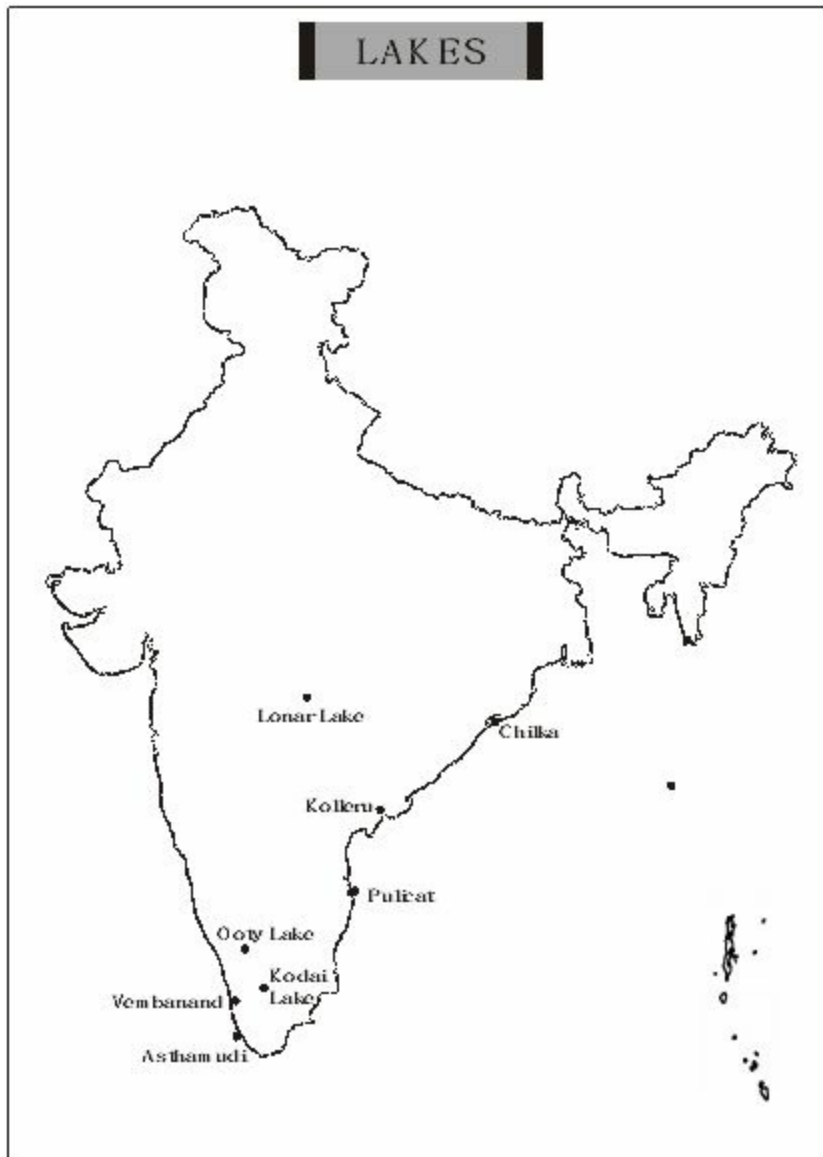 LAKES
Lonar Lake
Chilka
Kolleru
Pulicat
Ooty Lake
Kodai
Lake
Vembanand
Asthamudi